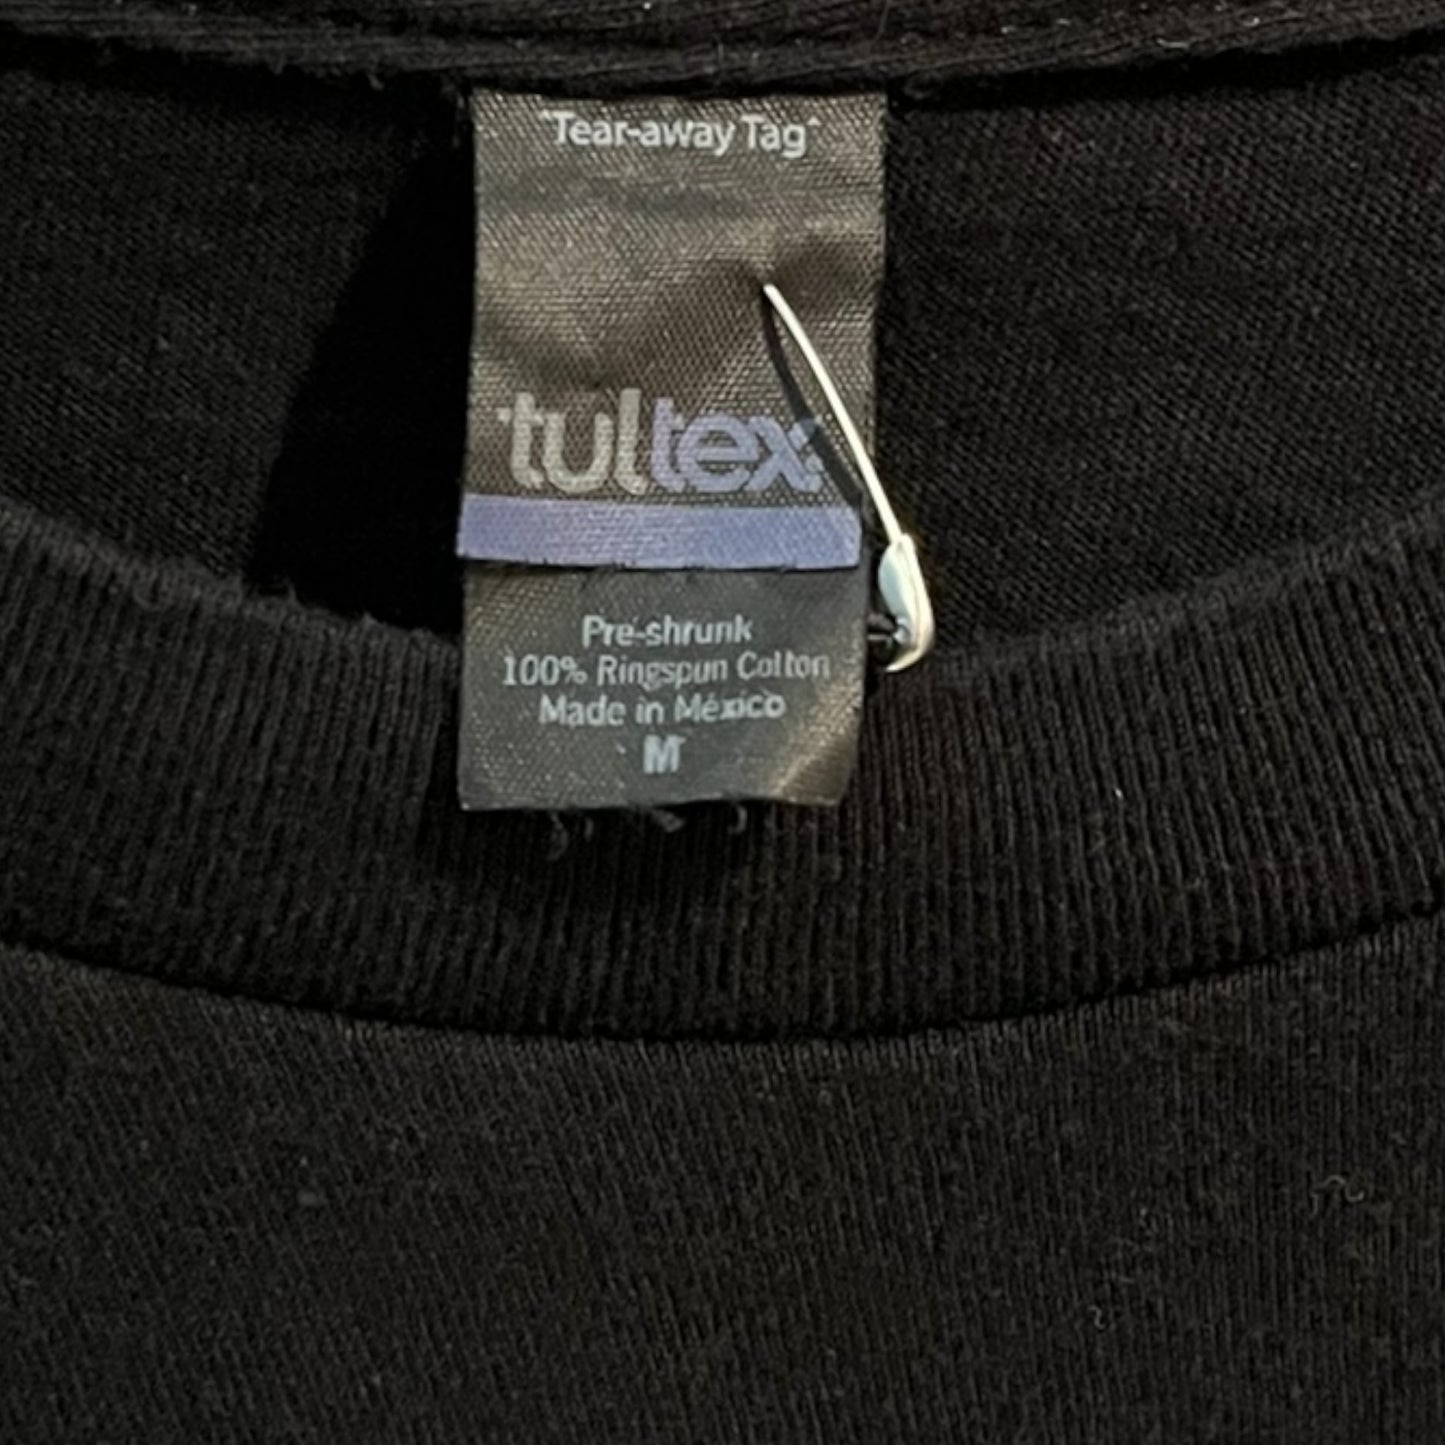 "Tear-away Tag"
tultex
Pre-shrunk
100% Ringspun Cotton
Made in México
M